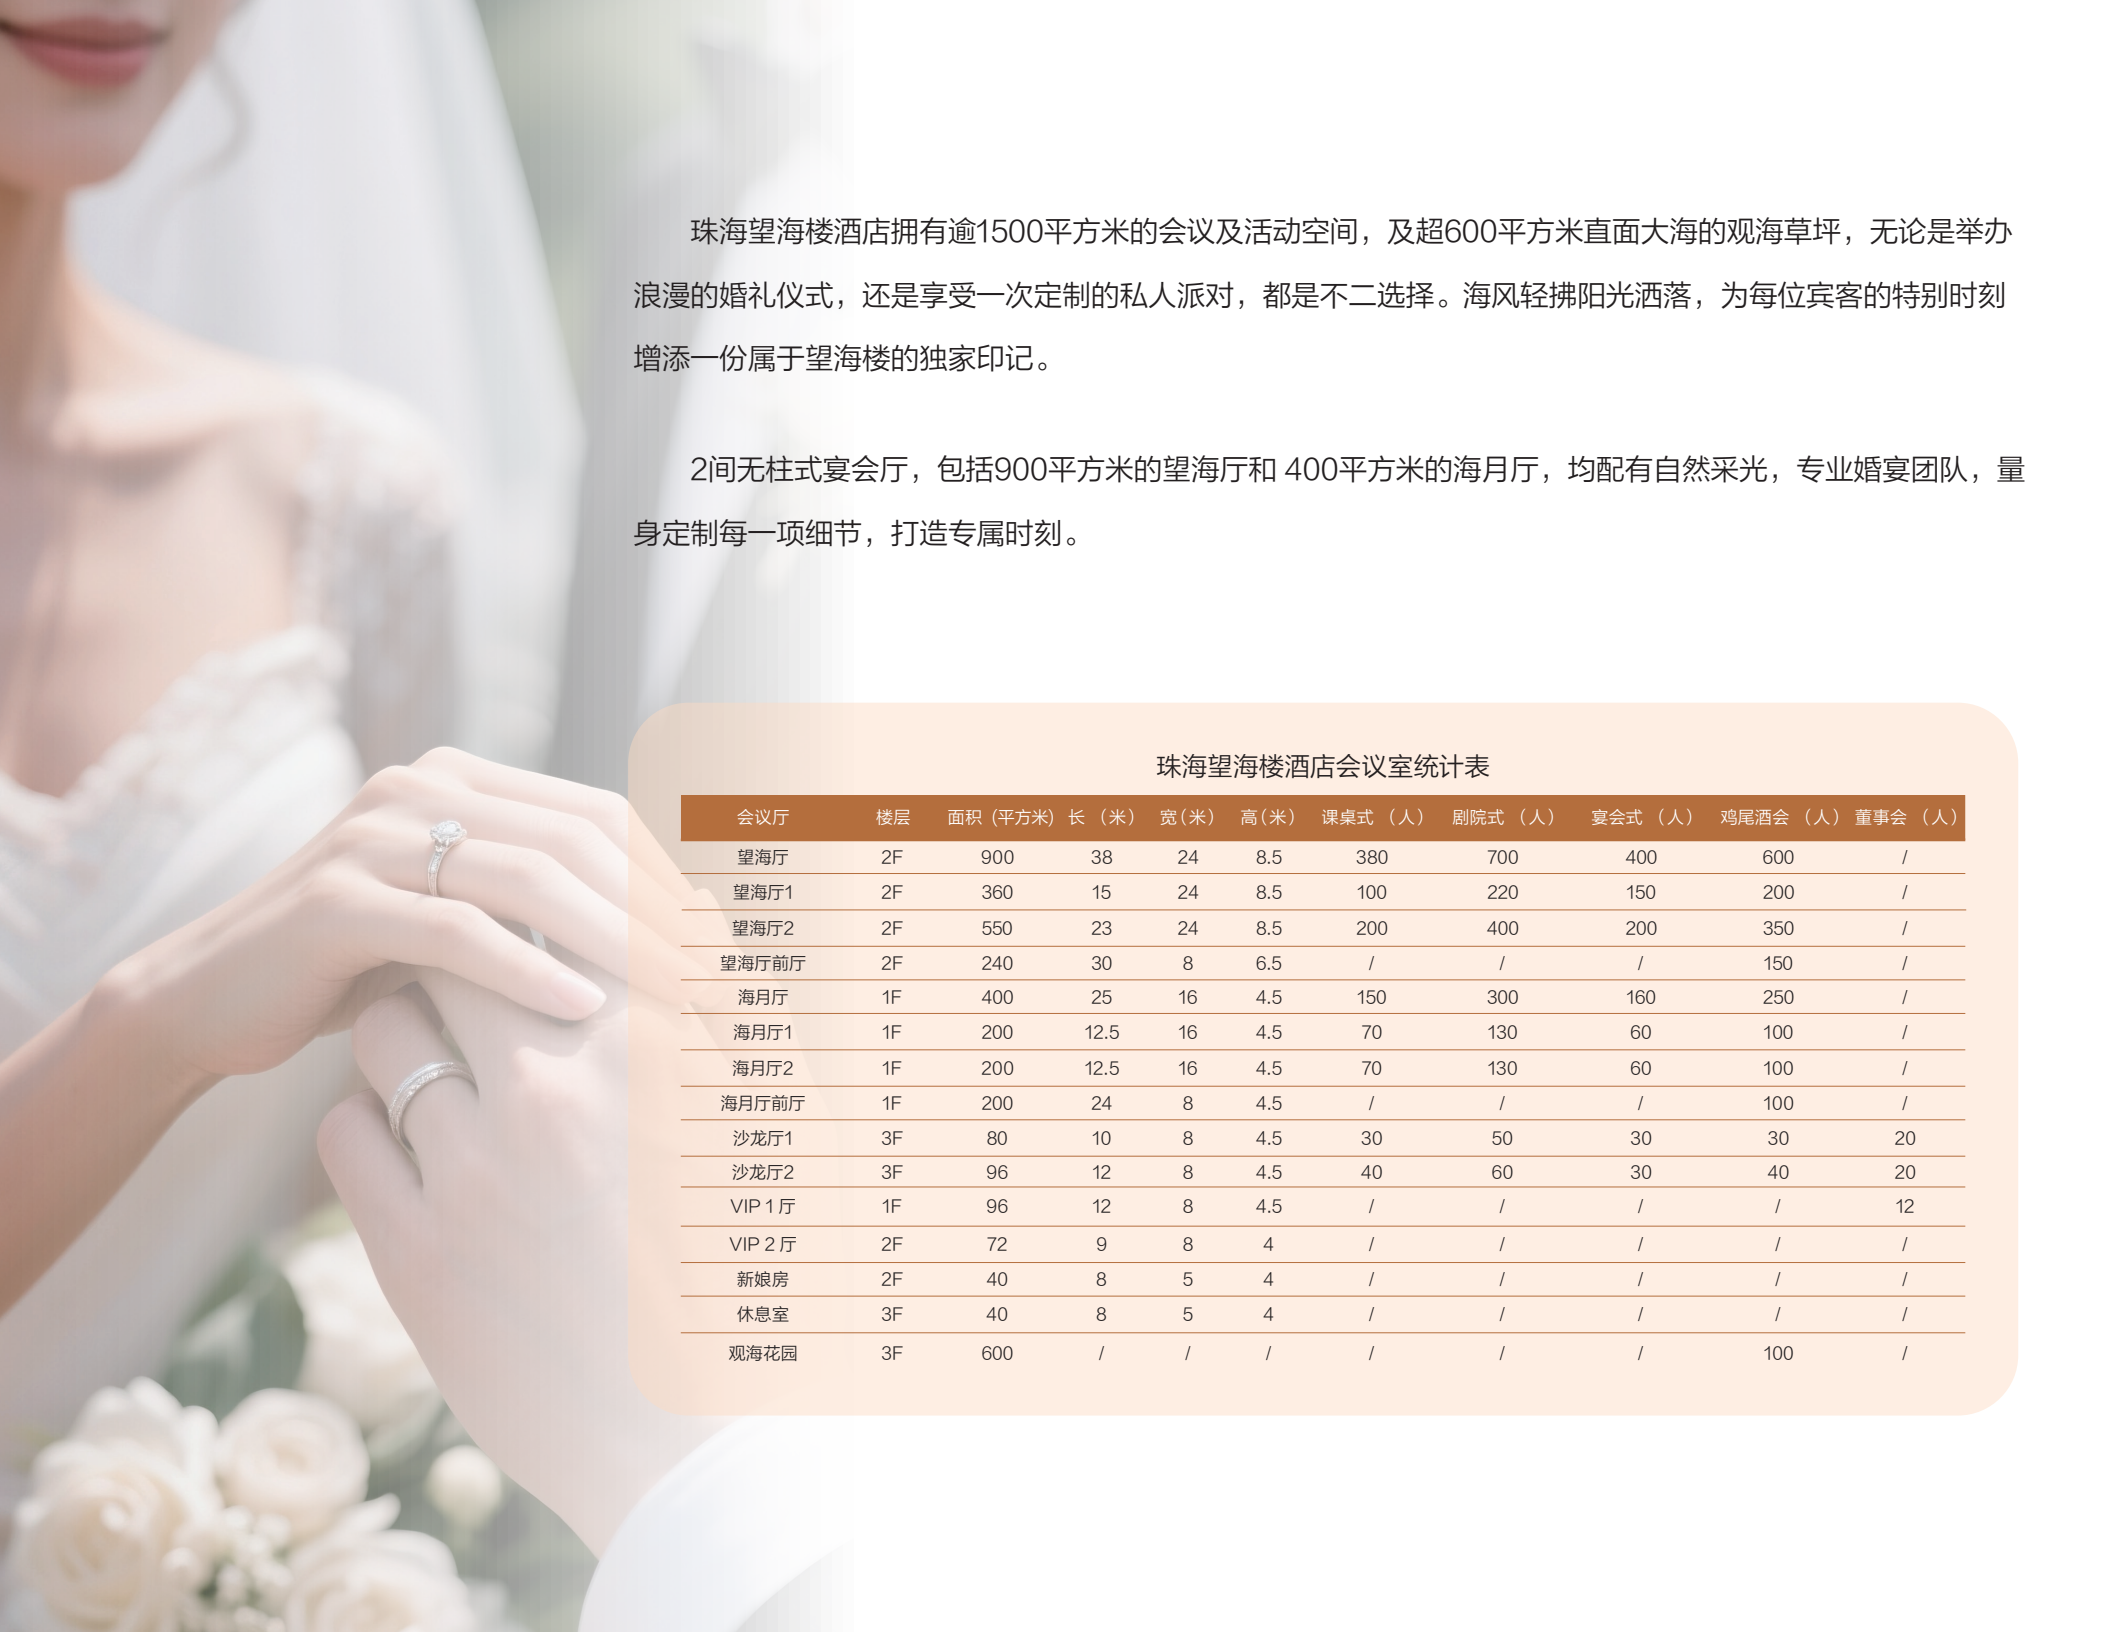 珠海望海楼酒店拥有逾1500平方米的会议及活动空间，及超600平方米直面大海的观海草坪，无论是举办
浪漫的婚礼仪式，还是享受一次定制的私人派对，都是不二选择。海风轻拂阳光洒落，为每位宾客的特别时刻
增添一份属于望海楼的独家印记。
2间无柱式宴会厅，包括900平方米的望海厅和 400平方米的海月厅，均配有自然采光，专业婚宴团队，量
身定制每一项细节，打造专属时刻。
珠海望海楼酒店会议室统计表
会议厅 楼层 面积 (平方米) 长 （米） 宽（米） 高（米） 课桌式 （人） 剧院式 （人） 宴会式 （人） 鸡尾酒会 （人） 董事会 （人）
望海厅 2F 900 38 24 8.5 380 700 400 600 /
望海厅1 2F 360 15 24 8.5 100 220 150 200 /
望海厅2 2F 550 23 24 8.5 200 400 200 350 /
望海厅前厅 2F 240 30 8 6.5 / / / 150 /
海月厅 1F 400 25 16 4.5 150 300 160 250 /
海月厅1 1F 200 12.5 16 4.5 70 130 60 100 /
海月厅2 1F 200 12.5 16 4.5 70 130 60 100 /
海月厅前厅 1F 200 24 8 4.5 / / / 100 /
沙龙厅1 3F 80 10 8 4.5 30 50 30 30 20
沙龙厅2 3F 96 12 8 4.5 40 60 30 40 20
VIP 1 厅 1F 96 12 8 4.5 / / / / 12
VIP 2 厅 2F 72 9 8 4 / / / / /
新娘房 2F 40 8 5 4 / / / / /
休息室 3F 40 8 5 4 / / / / /
观海花园 3F 600 / / / / / / 100 /